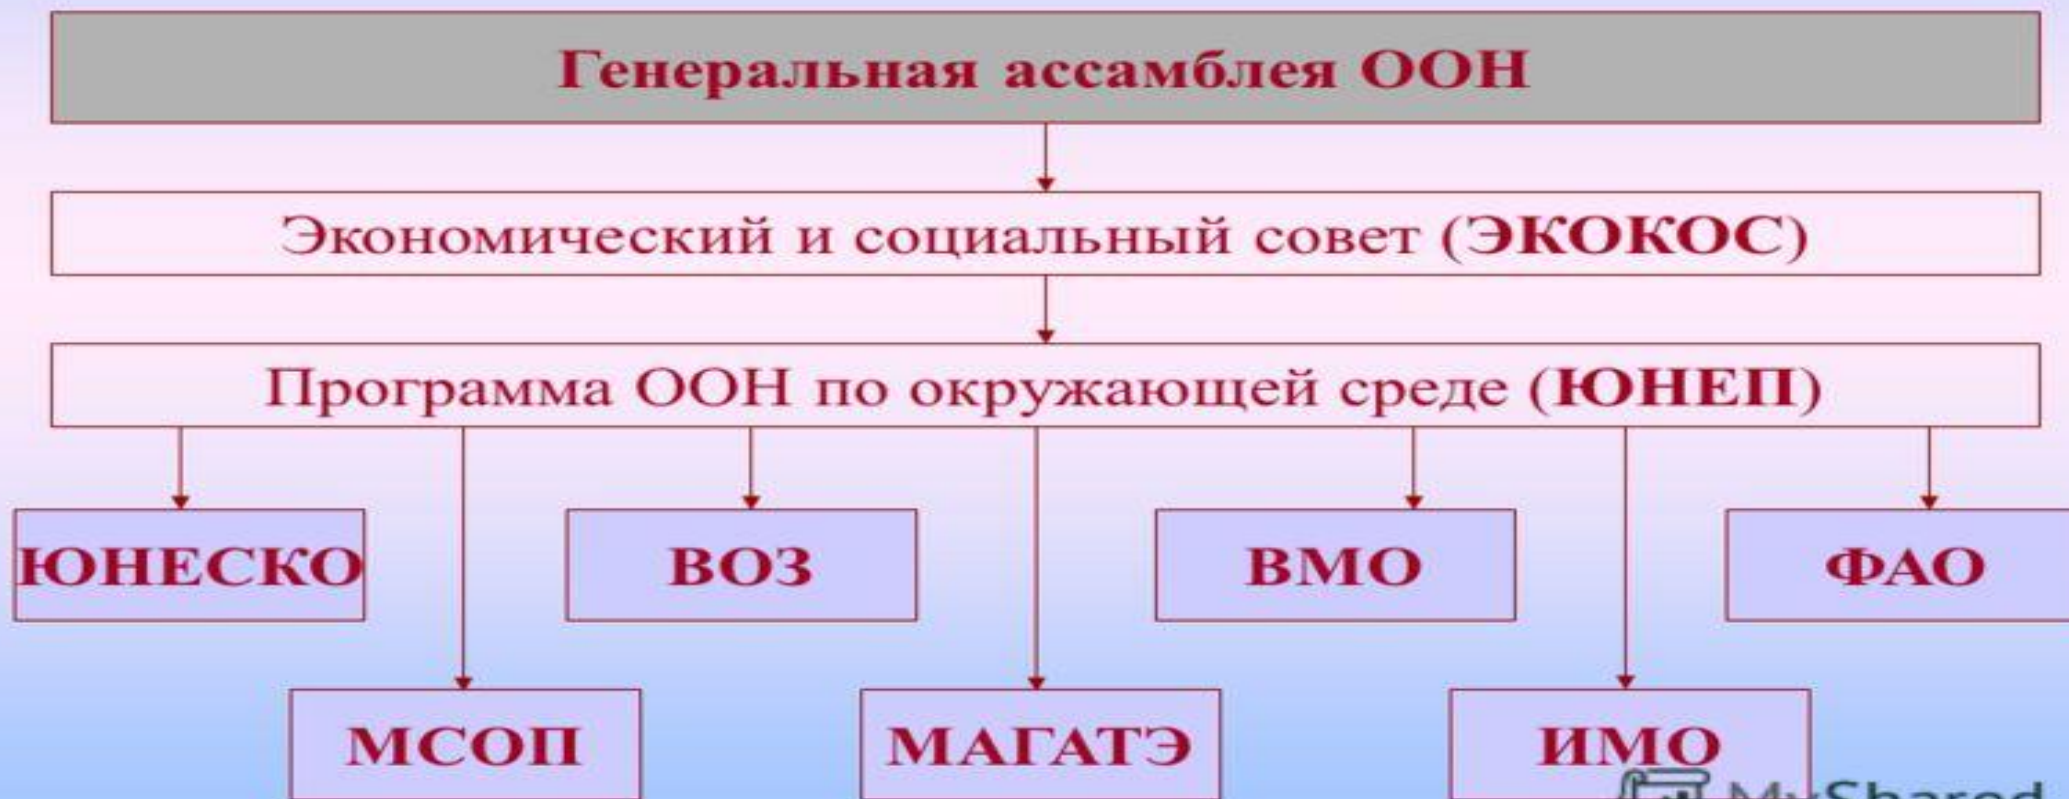 Генеральная ассамблея ООН
Экономический и социальный совет (ЭКОКОС)
Программа ООН по окружающей среде (ЮНЕП)
ЮНЕСКО
ВОЗ
ВМО
ФАО
МСОП
МАГАТЭ
ИМО
MyShared